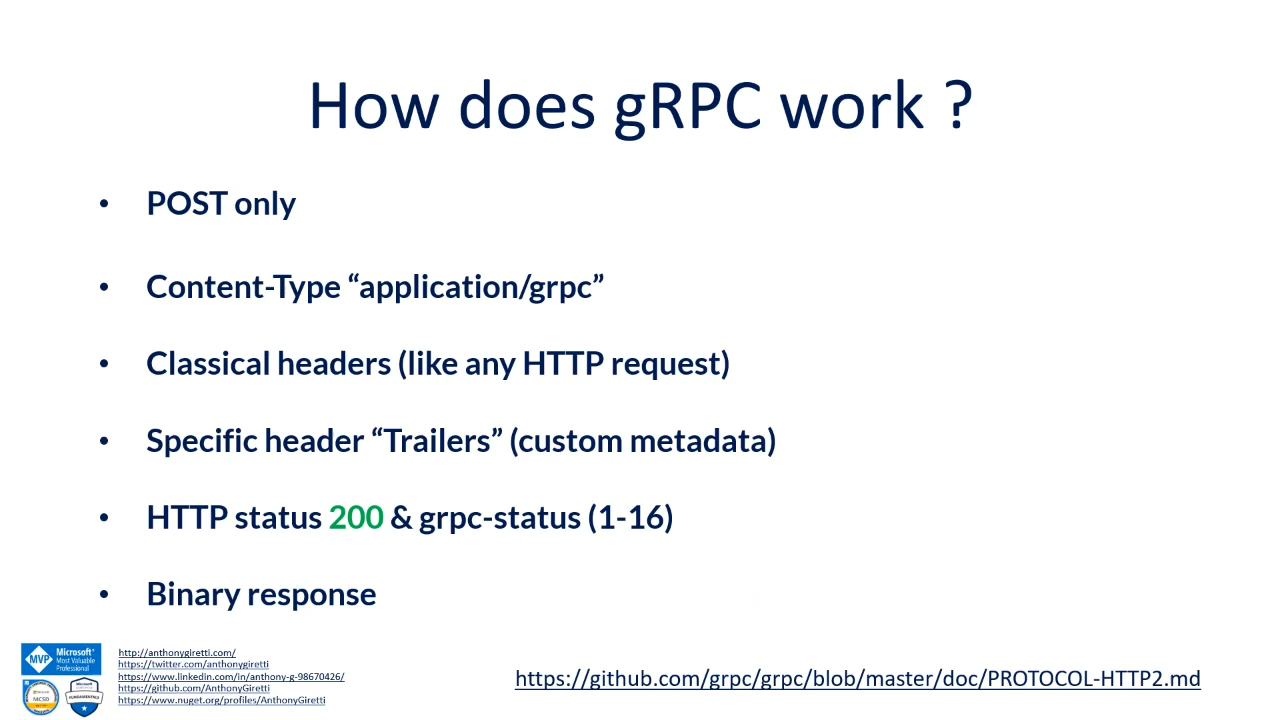 How does gRPC work ?
• POST only
• Content-Type “application/grpc”
• Classical headers (like any HTTP request)
• Specific header “Trailers” (custom metadata)
• HTTP status 200 & grpc-status (1-16)
• Binary response
MVP Microsoft® Most Valuable Professional
MCSD
FUNDAMENTALS
http://anthonygiretti.com/
https://twitter.com/anthonygiretti
https://www.linkedin.com/in/anthony-g-98670426/
https://github.com/AnthonyGiretti
https://www.nuget.org/profiles/AnthonyGiretti
https://github.com/grpc/grpc/blob/master/doc/PROTOCOL-HTTP2.md